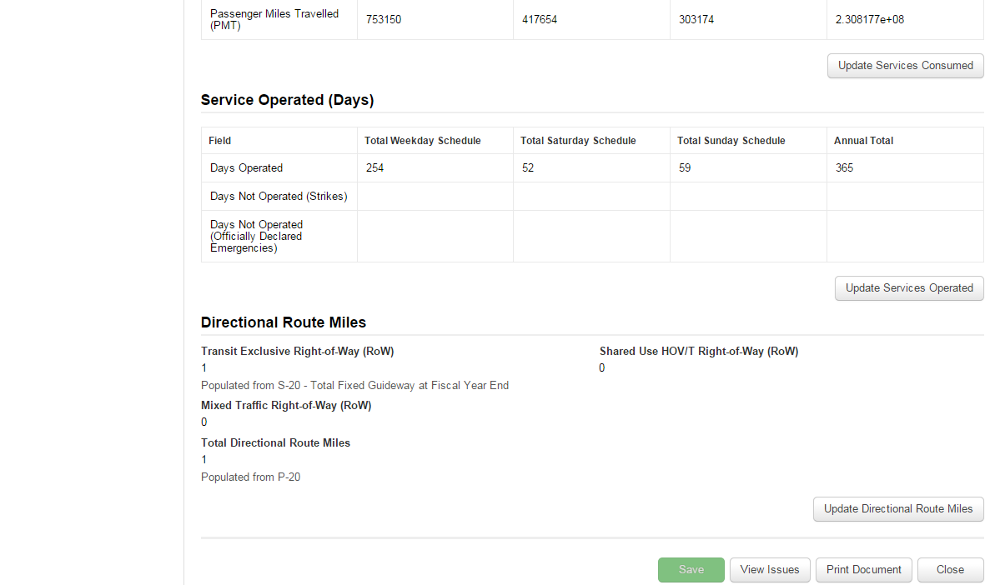 Passenger Miles Travelled
(PMT)
753150 417654 303174 2.308177e+08
Update Services Consumed
Service Operated (Days)
Field Total Weekday Schedule Total Saturday Schedule Total Sunday Schedule Annual Total
Days Operated 254 52 59 365
Days Not Operated (Strikes)
Days Not Operated
(Officially Declared
Emergencies)
Update Services Operated
Directional Route Miles
Transit Exclusive Right-of-Way (RoW) Shared Use HOV/T Right-of-Way (RoW)
1 0
Populated from S-20 - Total Fixed Guideway at Fiscal Year End
Mixed Traffic Right-of-Way (RoW)
0
Total Directional Route Miles
1
Populated from P-20
Update Directional Route Miles
Save View Issues Print Document Close